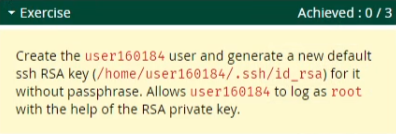 Exercise
Achieved : 0 / 3
Create the user160184 user and generate a new default
ssh RSA key (/home/user160184/.ssh/id_rsa) for it
without passphrase. Allows user160184 to log as root
with the help of the RSA private key.